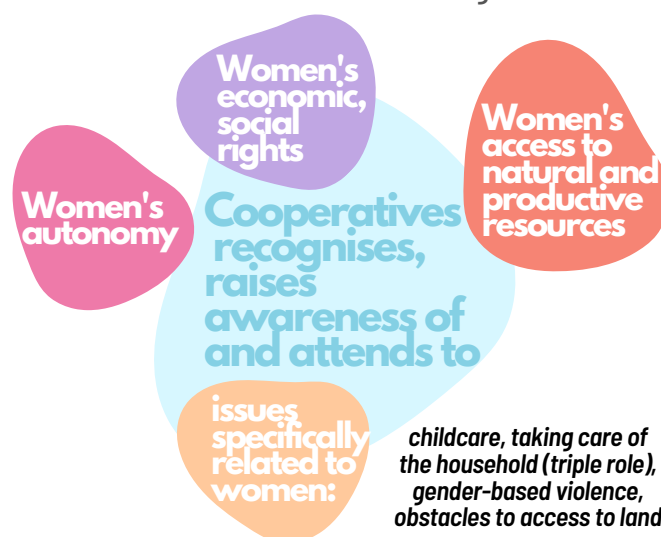 Women's
economic,
social
rights
Women's
access to
natural and
productive
resources
Women's
autonomy
Cooperatives
recognises,
raises
awareness of
and attends to
issues
specifically
related to
women:
childcare, taking care of
the household (triple role),
gender-based violence,
obstacles to access to land